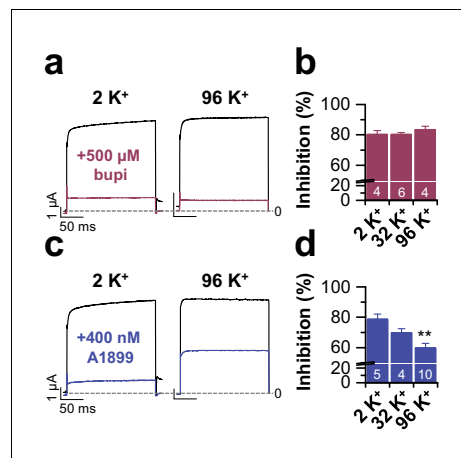 a
2 K+ 96 K+
+500 µM
bupi
1 µA
50 ms
0
b
Inhibition (%)
100
80
60
20
0
4 6 4
2 K+ 32 K+ 96 K+
c
2 K+ 96 K+
+400 nM
A1899
1 µA
50 ms
0
d
Inhibition (%)
100
80
60
20
0
**
5 4 10
2 K+ 32 K+ 96 K+